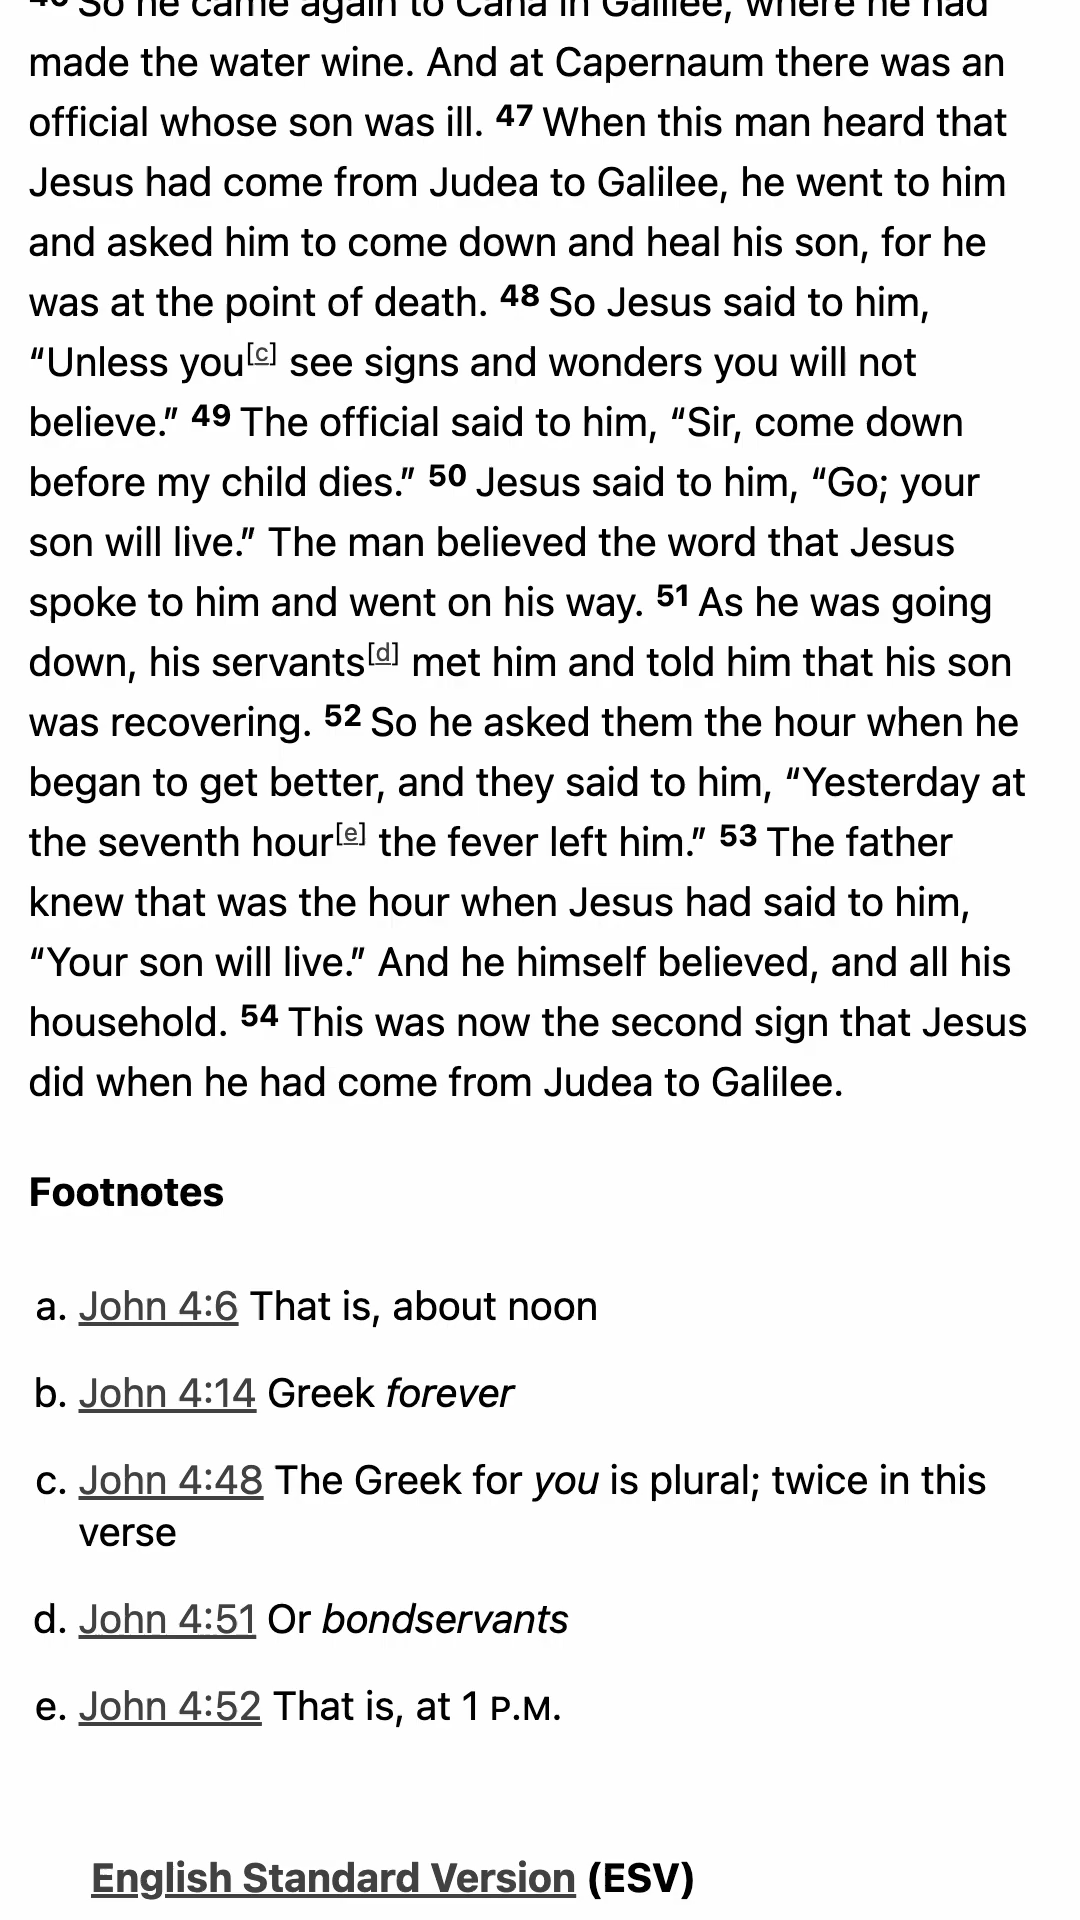 46 So he came again to Cana in Galilee, where he had
made the water wine. And at Capernaum there was an
official whose son was ill. 47 When this man heard that
Jesus had come from Judea to Galilee, he went to him
and asked him to come down and heal his son, for he
was at the point of death. 48 So Jesus said to him,
“Unless you[c] see signs and wonders you will not
believe.” 49 The official said to him, “Sir, come down
before my child dies.” 50 Jesus said to him, “Go; your
son will live.” The man believed the word that Jesus
spoke to him and went on his way. 51 As he was going
down, his servants[d] met him and told him that his son
was recovering. 52 So he asked them the hour when he
began to get better, and they said to him, “Yesterday at
the seventh hour[e] the fever left him.” 53 The father
knew that was the hour when Jesus had said to him,
“Your son will live.” And he himself believed, and all his
household. 54 This was now the second sign that Jesus
did when he had come from Judea to Galilee.
Footnotes
a. John 4:6 That is, about noon
b. John 4:14 Greek forever
c. John 4:48 The Greek for you is plural; twice in this
verse
d. John 4:51 Or bondservants
e. John 4:52 That is, at 1 P.M.
English Standard Version (ESV)